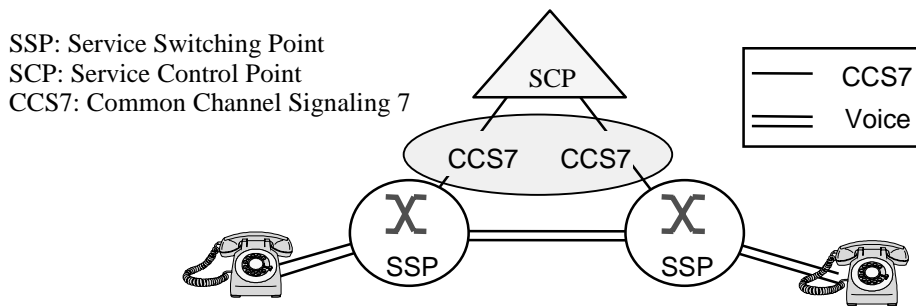 SSP: Service Switching Point
SCP: Service Control Point
CCS7: Common Channel Signaling 7
SCP
CCS7
Voice
CCS7 CCS7
SSP
SSP